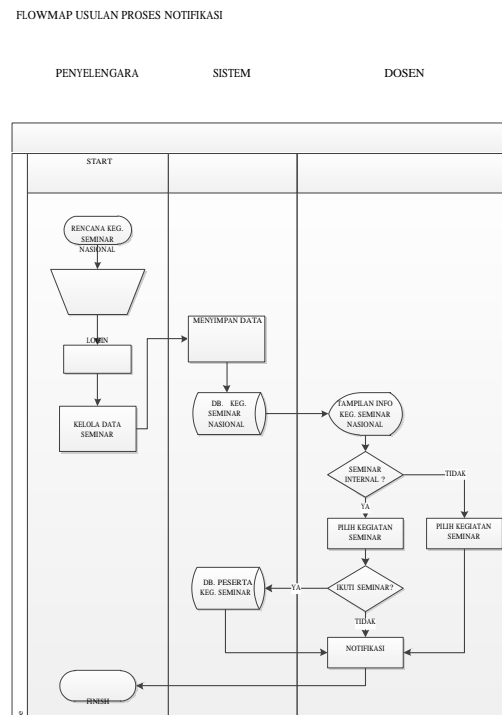 FLOWMAP USULAN PROSES NOTIFIKASI
PENYELENGARA
SISTEM
DOSEN
START
RENCANA KEG.
SEMINAR
NASIONAL
LOGIN
KELOLA DATA
SEMINAR
MENYIMPAN DATA
DB. KEG.
SEMINAR
NASIONAL
TAMPILAN INFO
KEG. SEMINAR
NASIONAL
SEMINAR
INTERNAL ?
TIDAK
YA
PILIH KEGIATAN
SEMINAR
PILIH KEGIATAN
SEMINAR
DB. PESERTA
KEG. SEMINAR
YA
IKUTI SEMINAR?
TIDAK
NOTIFIKASI
FINISH